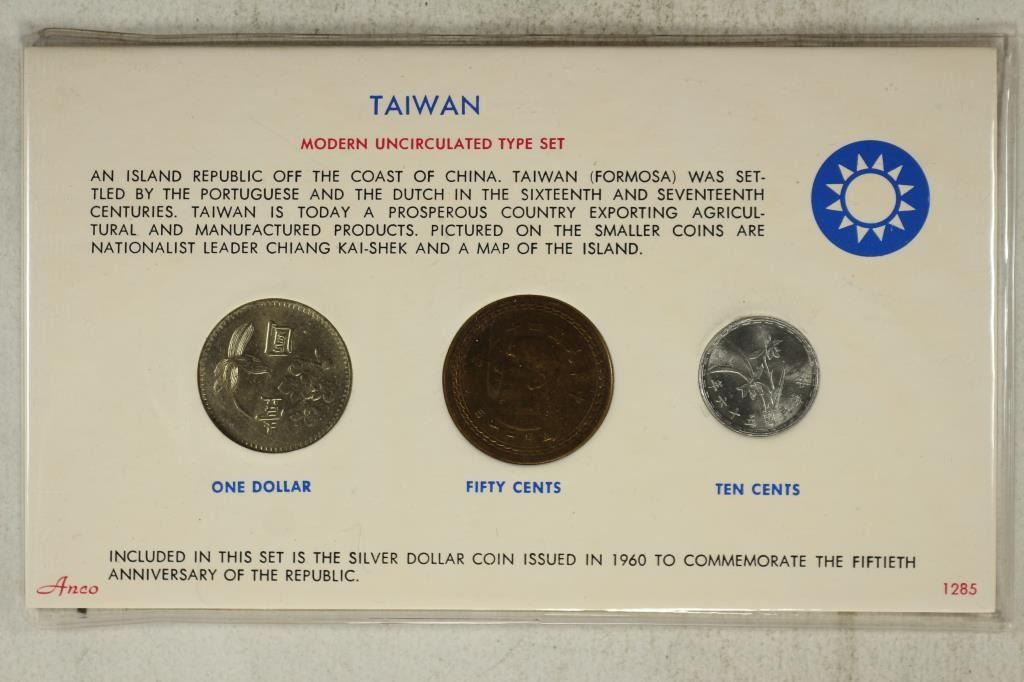 TAIWAN
MODERN UNCIRCULATED TYPE SET
AN ISLAND REPUBLIC OFF THE COAST OF CHINA. TAIWAN (FORMOSA) WAS SET-
TLED BY THE PORTUGUESE AND THE DUTCH IN THE SIXTEENTH AND SEVENTEENTH
CENTURIES. TAIWAN IS TODAY A PROSPEROUS COUNTRY EXPORTING AGRICUL-
TURAL AND MANUFACTURED PRODUCTS. PICTURED ON THE SMALLER COINS ARE
NATIONALIST LEADER CHIANG KAI-SHEK AND A MAP OF THE ISLAND.
壹圓
ONE DOLLAR
FIFTY CENTS
TEN CENTS
INCLUDED IN THIS SET IS THE SILVER DOLLAR COIN ISSUED IN 1960 TO COMMEMORATE THE FIFTIETH
ANNIVERSARY OF THE REPUBLIC.
Anco
1285